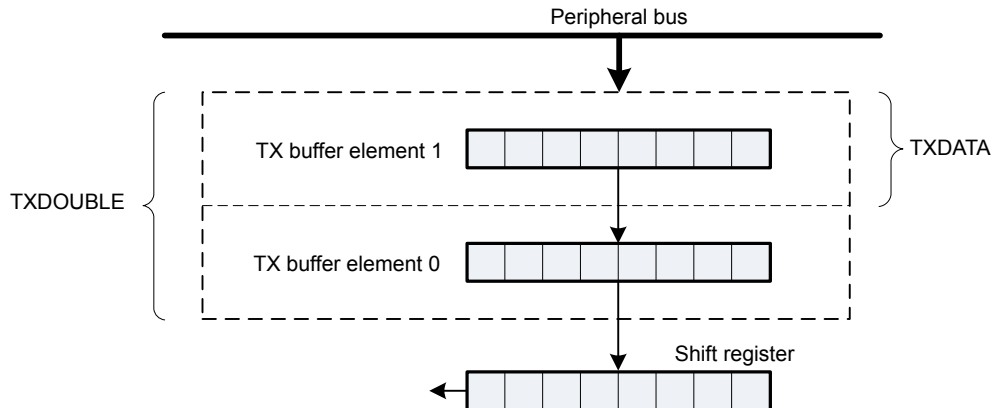 Peripheral bus
TX buffer element 1
TXDATA
TXDOUBLE
TX buffer element 0
Shift register